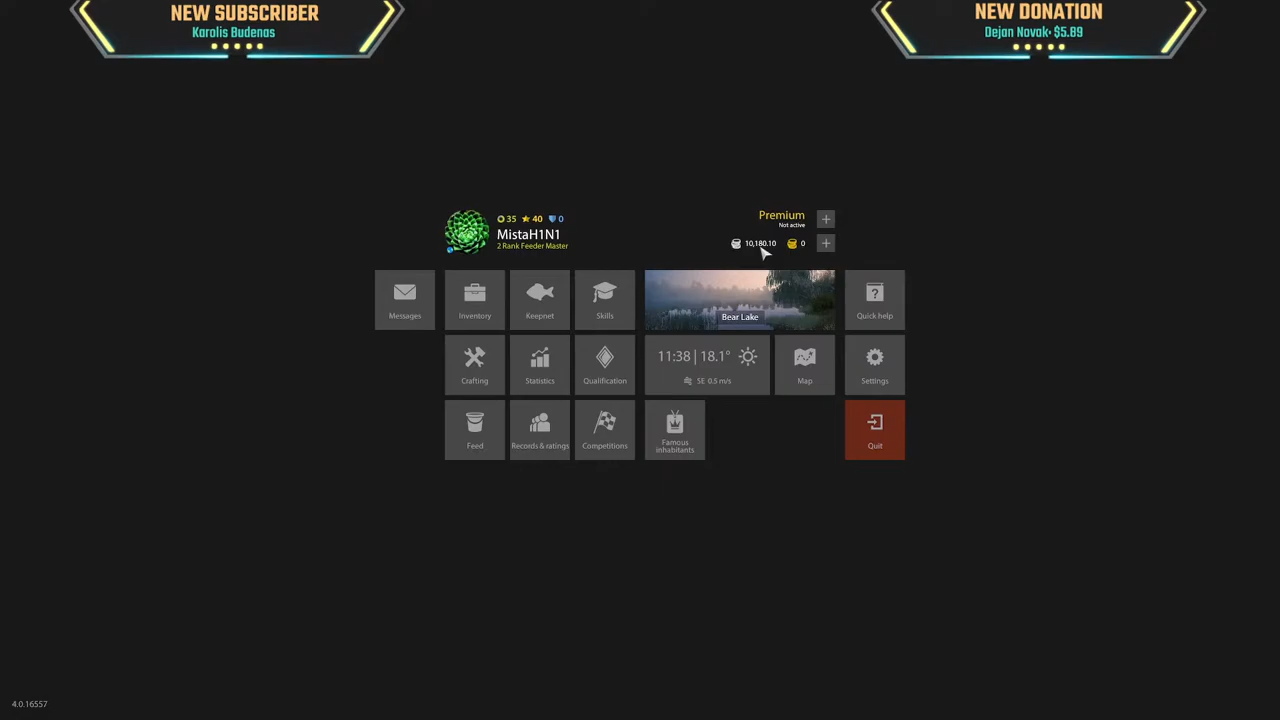 NEW SUBSCRIBER
Karolis Budenas
NEW DONATION
Dejan Novak• $5.89
35 40 0
MistaH1N1
2 Rank Feeder Master
Premium
Not active
10,180.10 0
Messages
Inventory
Keepnet
Skills
Bear Lake
Quick help
Crafting
Statistics
Qualification
11:38 | 18.1°
SE 0.5 m/s
Map
Settings
Feed
Records & ratings
Competitions
Famous
inhabitants
Quit
4.0.16557